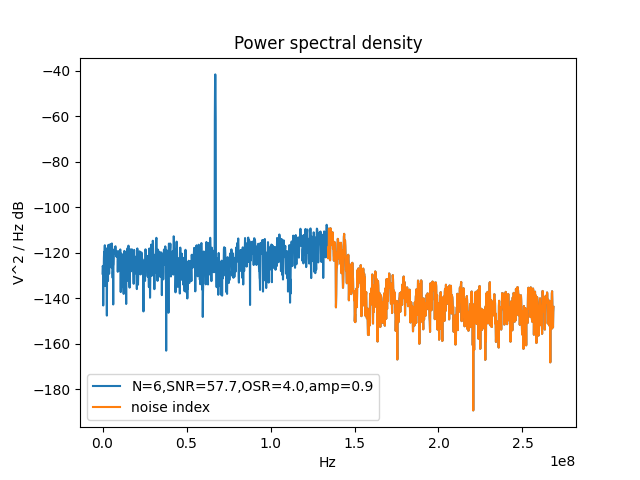 Power spectral density
V^2 / Hz dB
−40
−60
−80
−100
−120
−140
−160
−180
N=6,SNR=57.7,OSR=4.0,amp=0.9
noise index
0.0 0.5 1.0 1.5 2.0 2.5
1e8
Hz